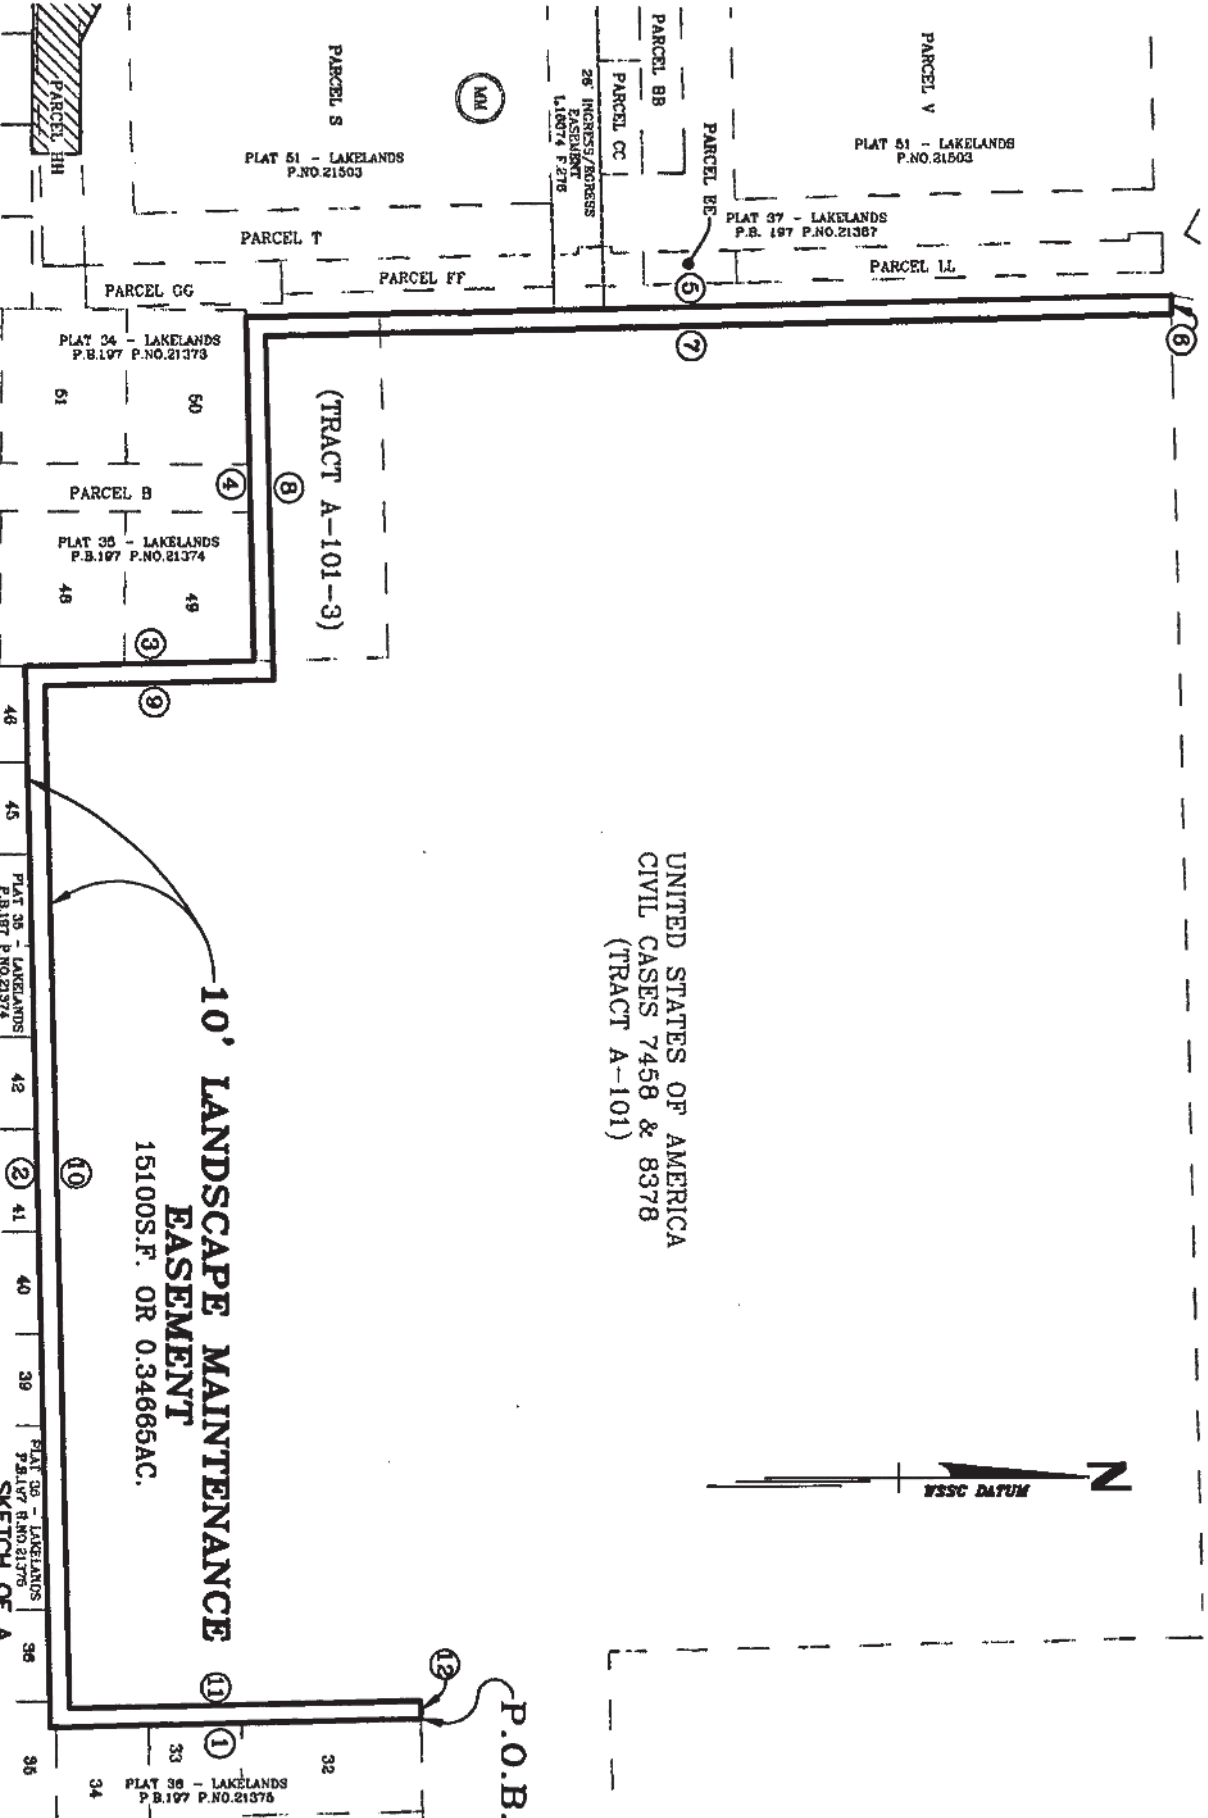 PARCEL S
PLAT 51 - LAKELANDS
P.NO.21503
MM
26' INGRESS/EGRESS
EASEMENT
L.16974 F.276
PARCEL CC
PARCEL BB
PARCEL V
PLAT 51 - LAKELANDS
P.NO.21503
PARCEL HH
PARCEL EE
PLAT 37 - LAKELANDS
P.B. 197 P.NO.21387
PARCEL T
PARCEL GG
PARCEL FF
PARCEL LL
5
6
7
PLAT 34 - LAKELANDS
P.B.197 P.NO.21373
51
50
PARCEL B
4
8
(TRACT A-101-3)
PLAT 35 - LAKELANDS
P.B.197 P.NO.21374
48
49
3
9
UNITED STATES OF AMERICA
CIVIL CASES 7458 & 8378
(TRACT A-101)
10' LANDSCAPE MAINTENANCE
EASEMENT
15100S.F. OR 0.34665AC.
N
WSSC DATUM
46
45
PLAT 35 - LAKELANDS
P.B.197 P.NO.21374
42
10
2
41
40
39
PLAT 36 - LAKELANDS
P.B.197 P.NO.21375
36
SKETCH OF A
12
P.O.B.
11
1
35
34
33
32
PLAT 36 - LAKELANDS
P.B.197 P.NO.21375